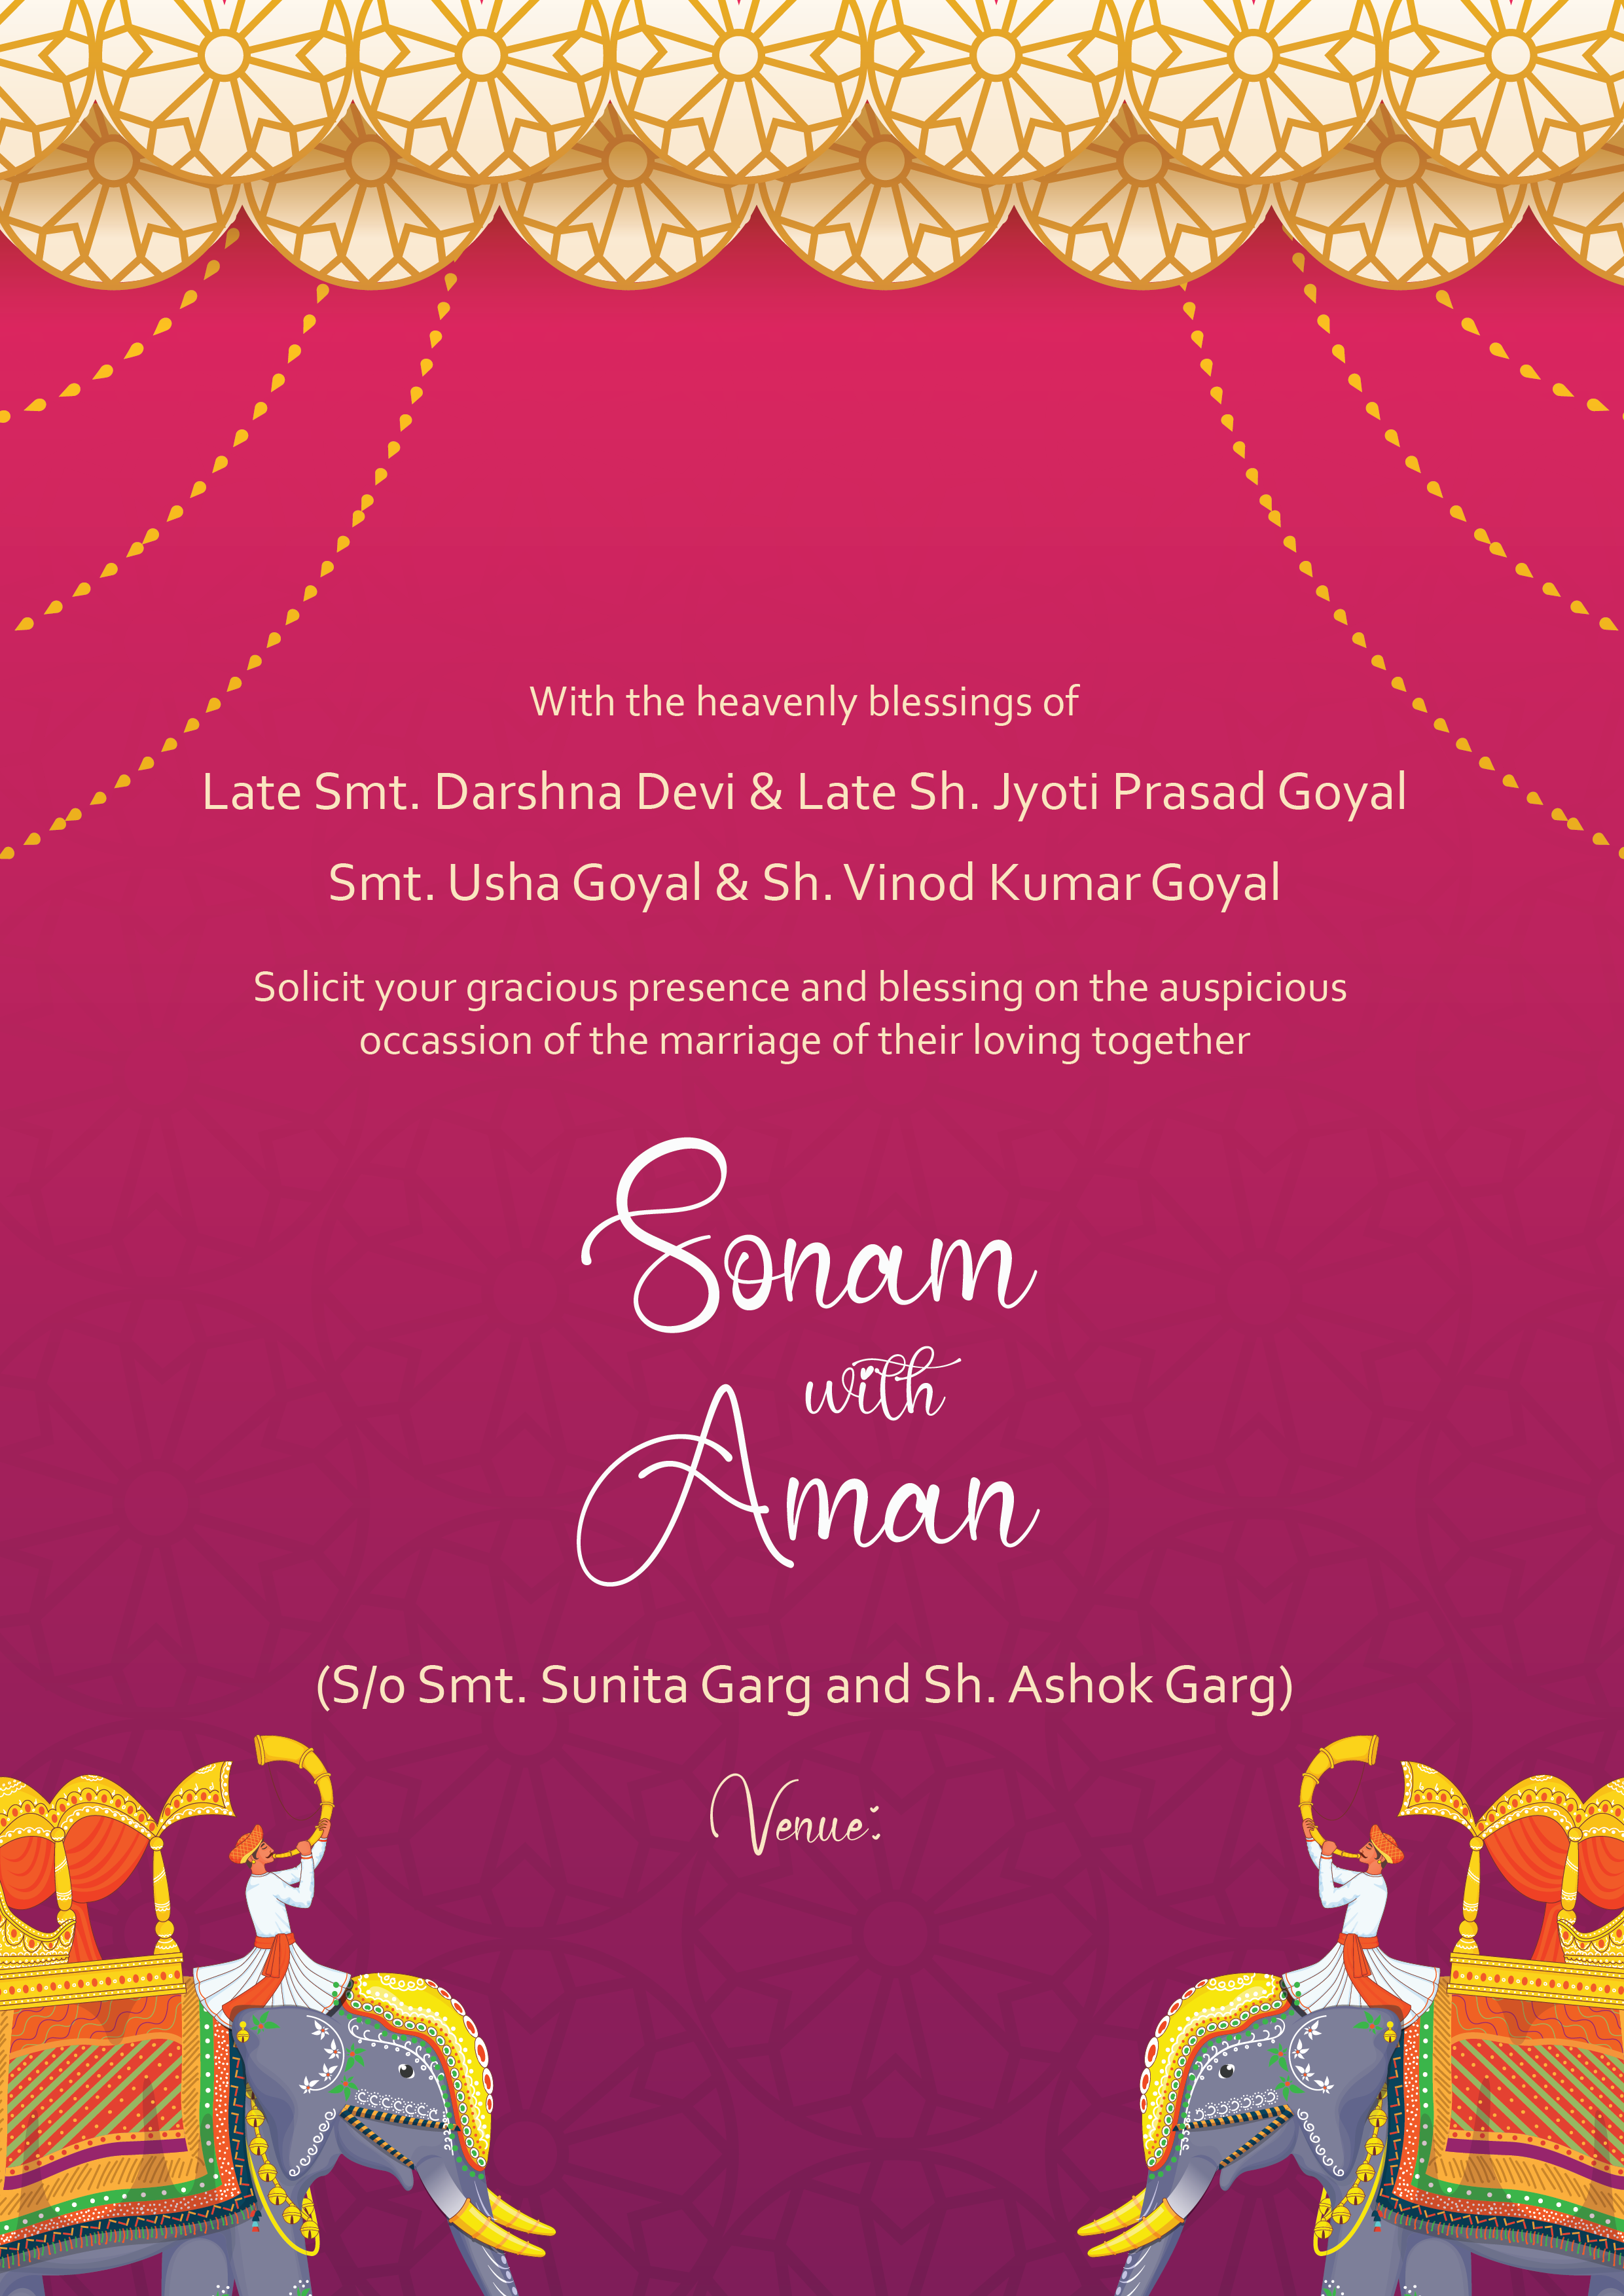 With the heavenly blessings of
Late Smt. Darshna Devi & Late Sh. Jyoti Prasad Goyal
Smt. Usha Goyal & Sh. Vinod Kumar Goyal
Solicit your gracious presence and blessing on the auspicious
occassion of the marriage of their loving together
Sonam
with
Aman
(S/o Smt. Sunita Garg and Sh. Ashok Garg)
Venue: